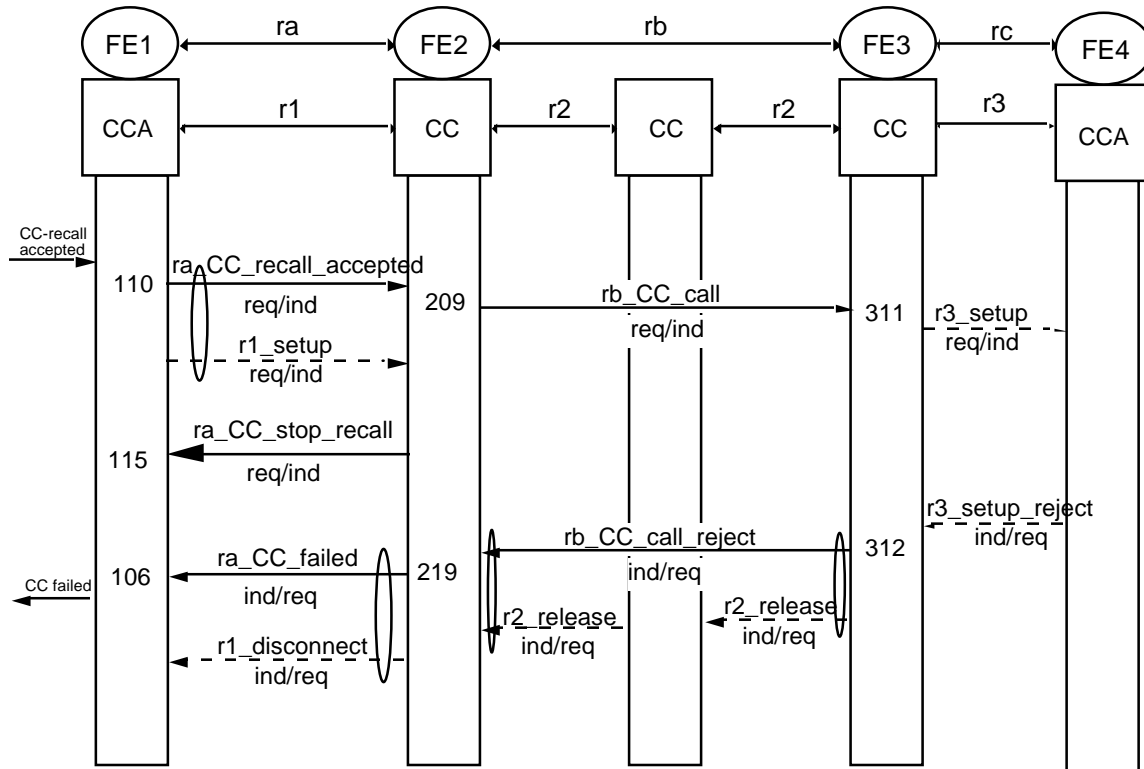 FE1
ra
FE2
rb
FE3
rc
FE4
CCA
r1
CC
r2
CC
r2
CC
r3
CCA
CC-recall
accepted
110
ra_CC_recall_accepted
req/ind
209
rb_CC_call
req/ind
311
r3_setup
req/ind
r1_setup
req/ind
ra_CC_stop_recall
115
req/ind
r3_setup_reject
ind/req
CC failed
106
ra_CC_failed
ind/req
219
rb_CC_call_reject
ind/req
312
r2_release
ind/req
r2_release
ind/req
r1_disconnect
ind/req